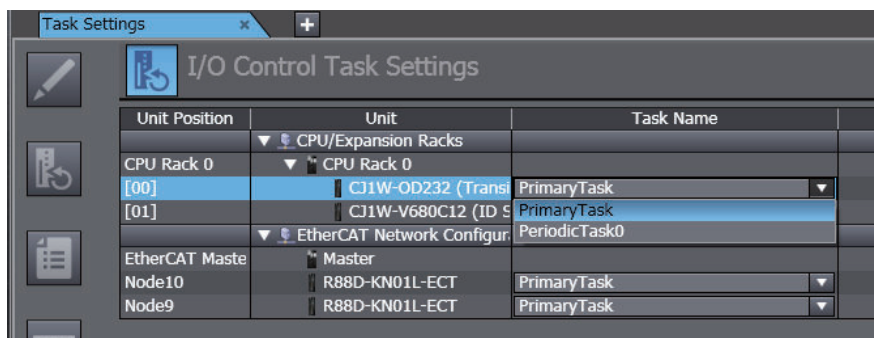 Task Settings
I/O Control Task Settings
Unit Position Unit Task Name
CPU/Expansion Racks
CPU Rack 0 CPU Rack 0
[00] CJ1W-OD232 (Transi PrimaryTask
[01] CJ1W-V680C12 (ID S PrimaryTask
EtherCAT Network Configur PeriodicTask0
EtherCAT Maste Master
Node10 R88D-KN01L-ECT PrimaryTask
Node9 R88D-KN01L-ECT PrimaryTask